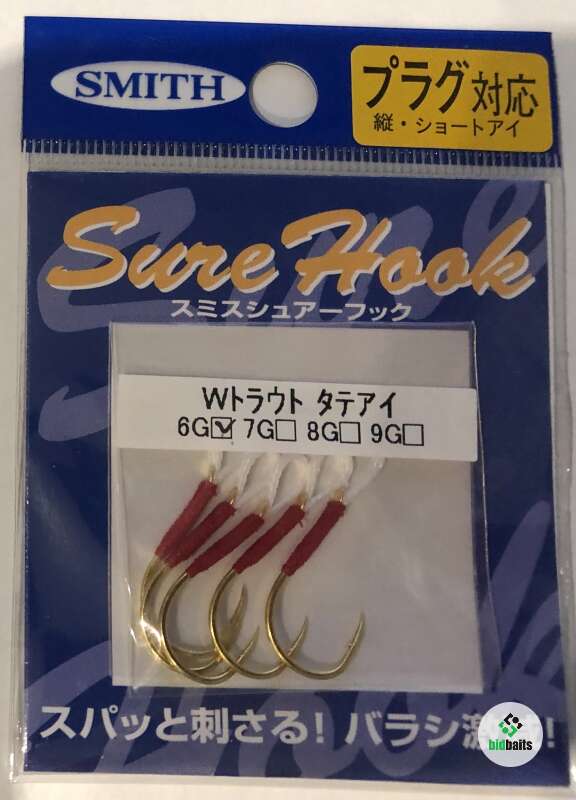 SMITH
プラグ対応
縦・ショートアイ
Sure Hook
スミスシュアーフック
Wトラウト タテアイ
6G 7G 8G 9G
スパッと刺さる! バラシ激!
bidbaits